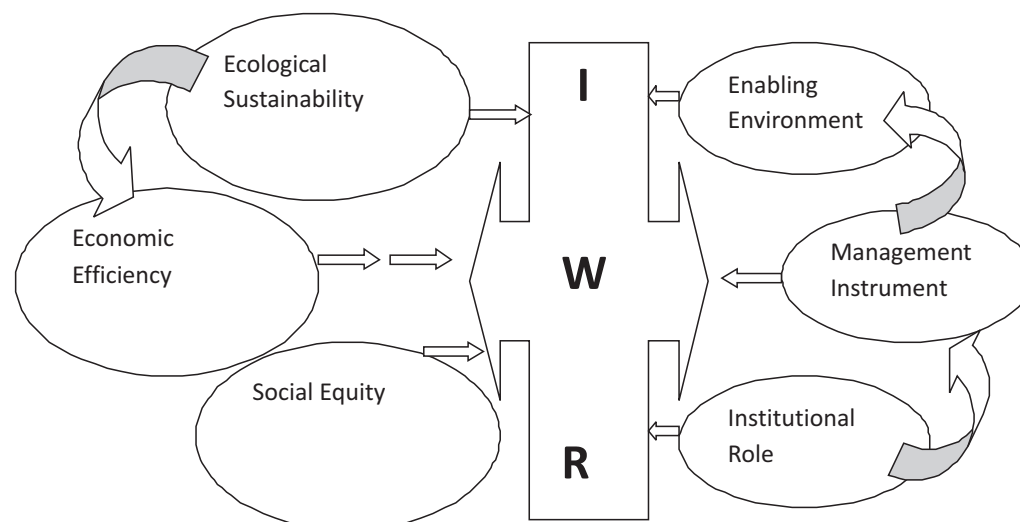 Ecological
Sustainability
Economic
Efficiency
Social Equity
I
W
R
Enabling
Environment
Management
Instrument
Institutional
Role